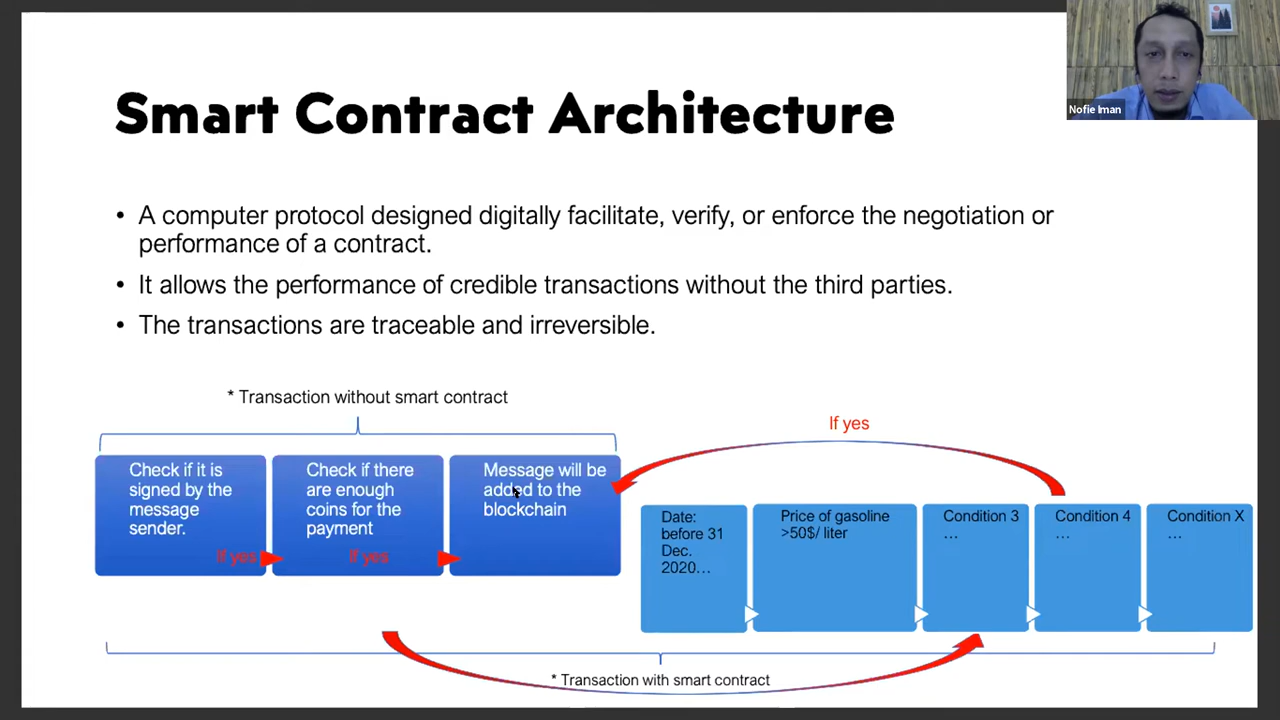 Nofie Iman
Smart Contract Architecture
• A computer protocol designed digitally facilitate, verify, or enforce the negotiation or
performance of a contract.
• It allows the performance of credible transactions without the third parties.
• The transactions are traceable and irreversible.
* Transaction without smart contract
If yes
Check if it is
signed by the
message
sender.
If yes
Check if there
are enough
coins for the
payment
If yes
Message will be
added to the
blockchain
Date:
before 31
Dec.
2020...
Price of gasoline
>50$/ liter
Condition 3
...
Condition 4
...
Condition X
...
* Transaction with smart contract